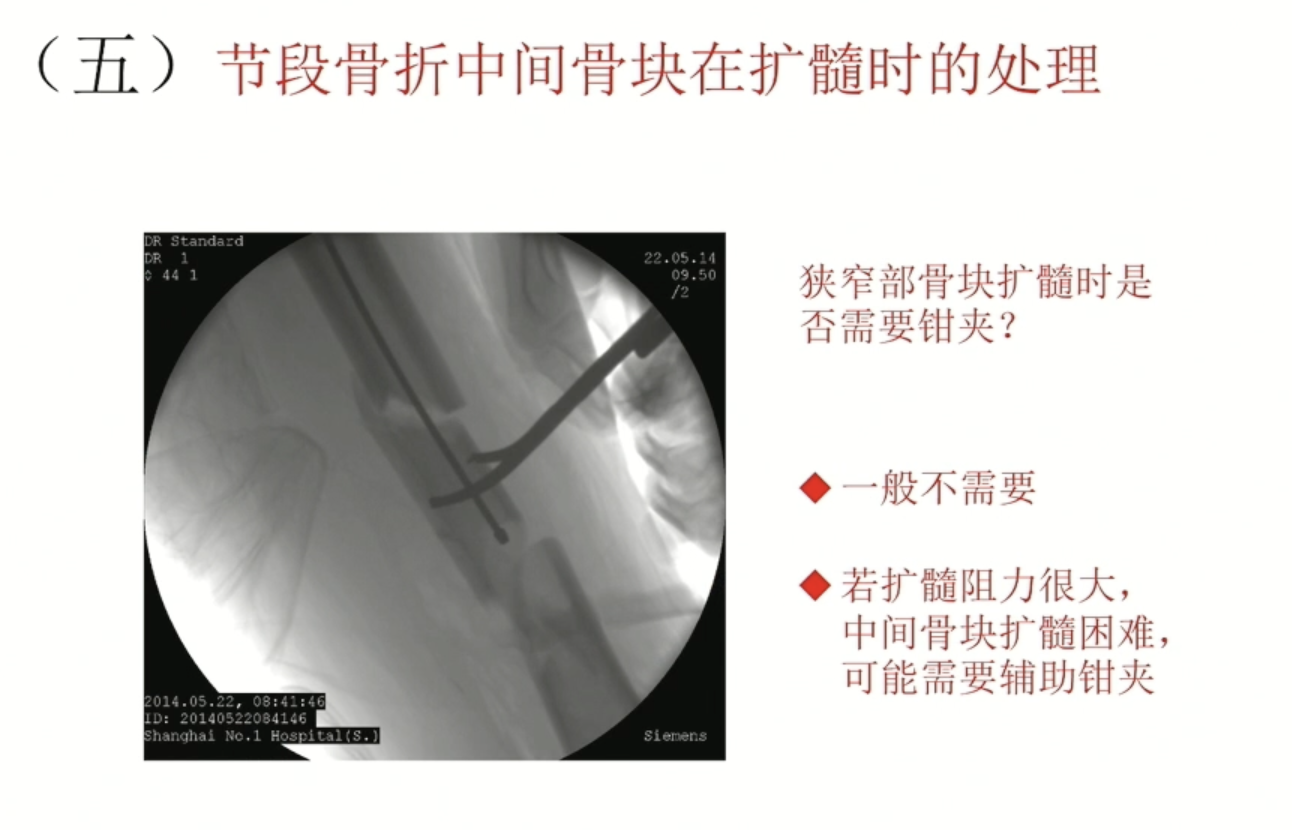 （五）节段骨折中间骨块在扩髓时的处理
DR Standard
DR 1
44 1
22.05.14
09.50
/2
狭窄部骨块扩髓时是
否需要钳夹？
一般不需要
若扩髓阻力很大，
中间骨块扩髓困难，
可能需要辅助钳夹
2014.05.22, 08:41:46
ID: 20140522084146
Shanghai No.1 Hospital(S.)
Siemens